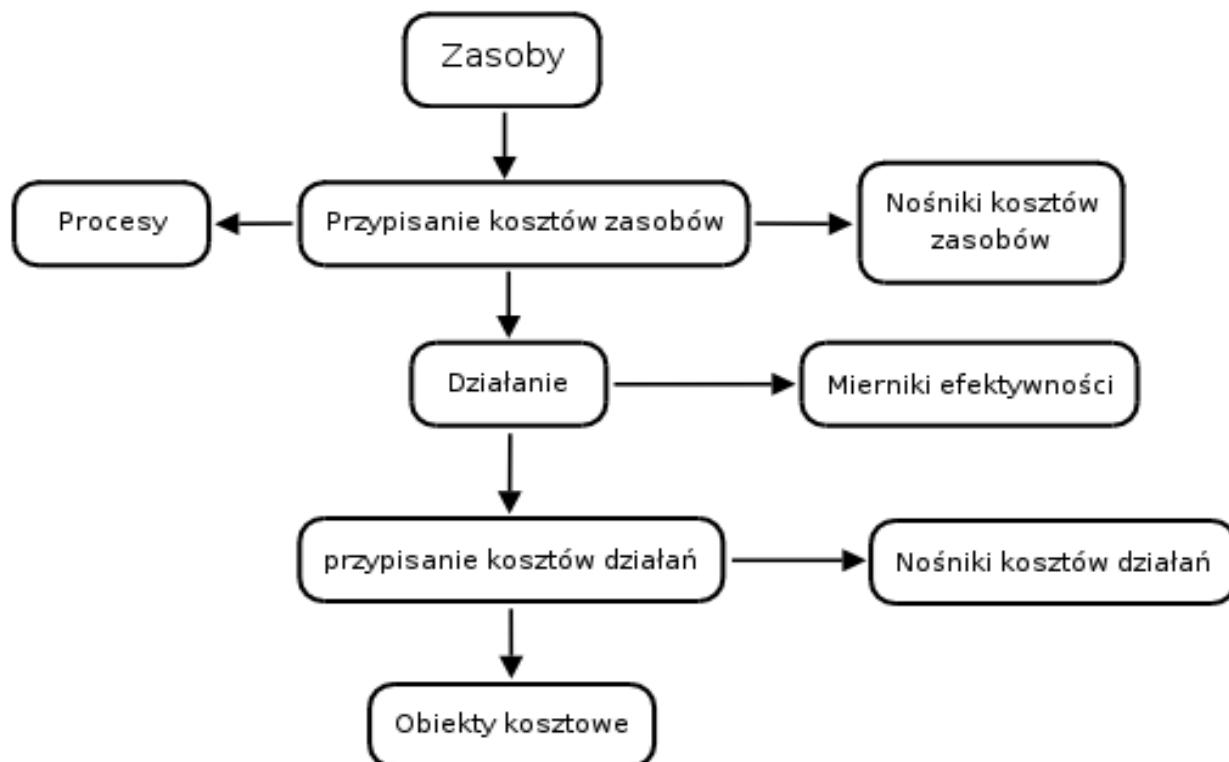 Zasoby
Procesy
Przypisanie kosztów zasobów
Nośniki kosztów
zasobów
Działanie
Mierniki efektywności
przypisanie kosztów działań
Nośniki kosztów działań
Obiekty kosztowe